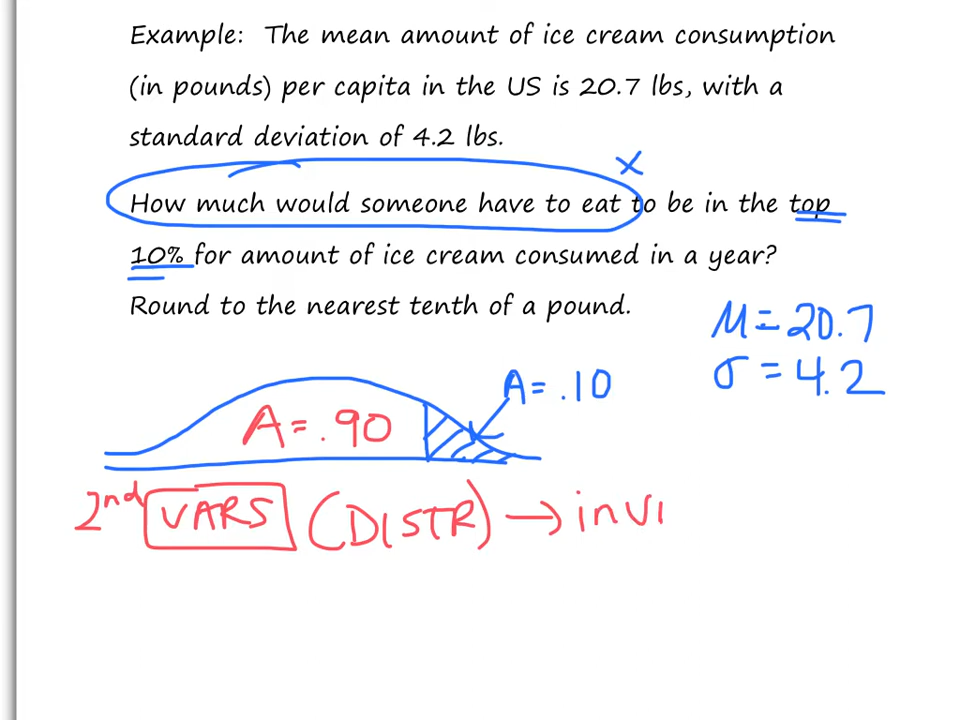 Example: The mean amount of ice cream consumption
(in pounds) per capita in the US is 20.7 lbs, with a
standard deviation of 4.2 lbs.
x
How much would someone have to eat to be in the top
10% for amount of ice cream consumed in a year?
Round to the nearest tenth of a pound.
μ = 20.7
σ = 4.2
A = .10
A = .90
2nd VARS (DISTR) → inv